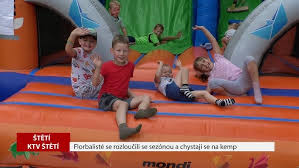 ŠTĚTÍ
KTV ŠTĚTÍ
Florbalisté se rozloučili se sezónou a chystají se na kemp
mondi